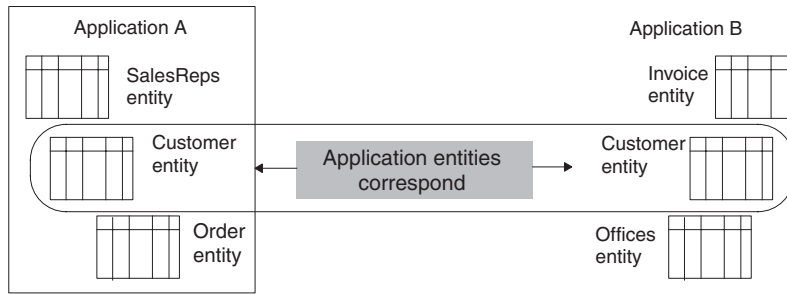 Application A
Application B
SalesReps
entity
Invoice
entity
Customer
entity
Application entities
correspond
Customer
entity
Order
entity
Offices
entity